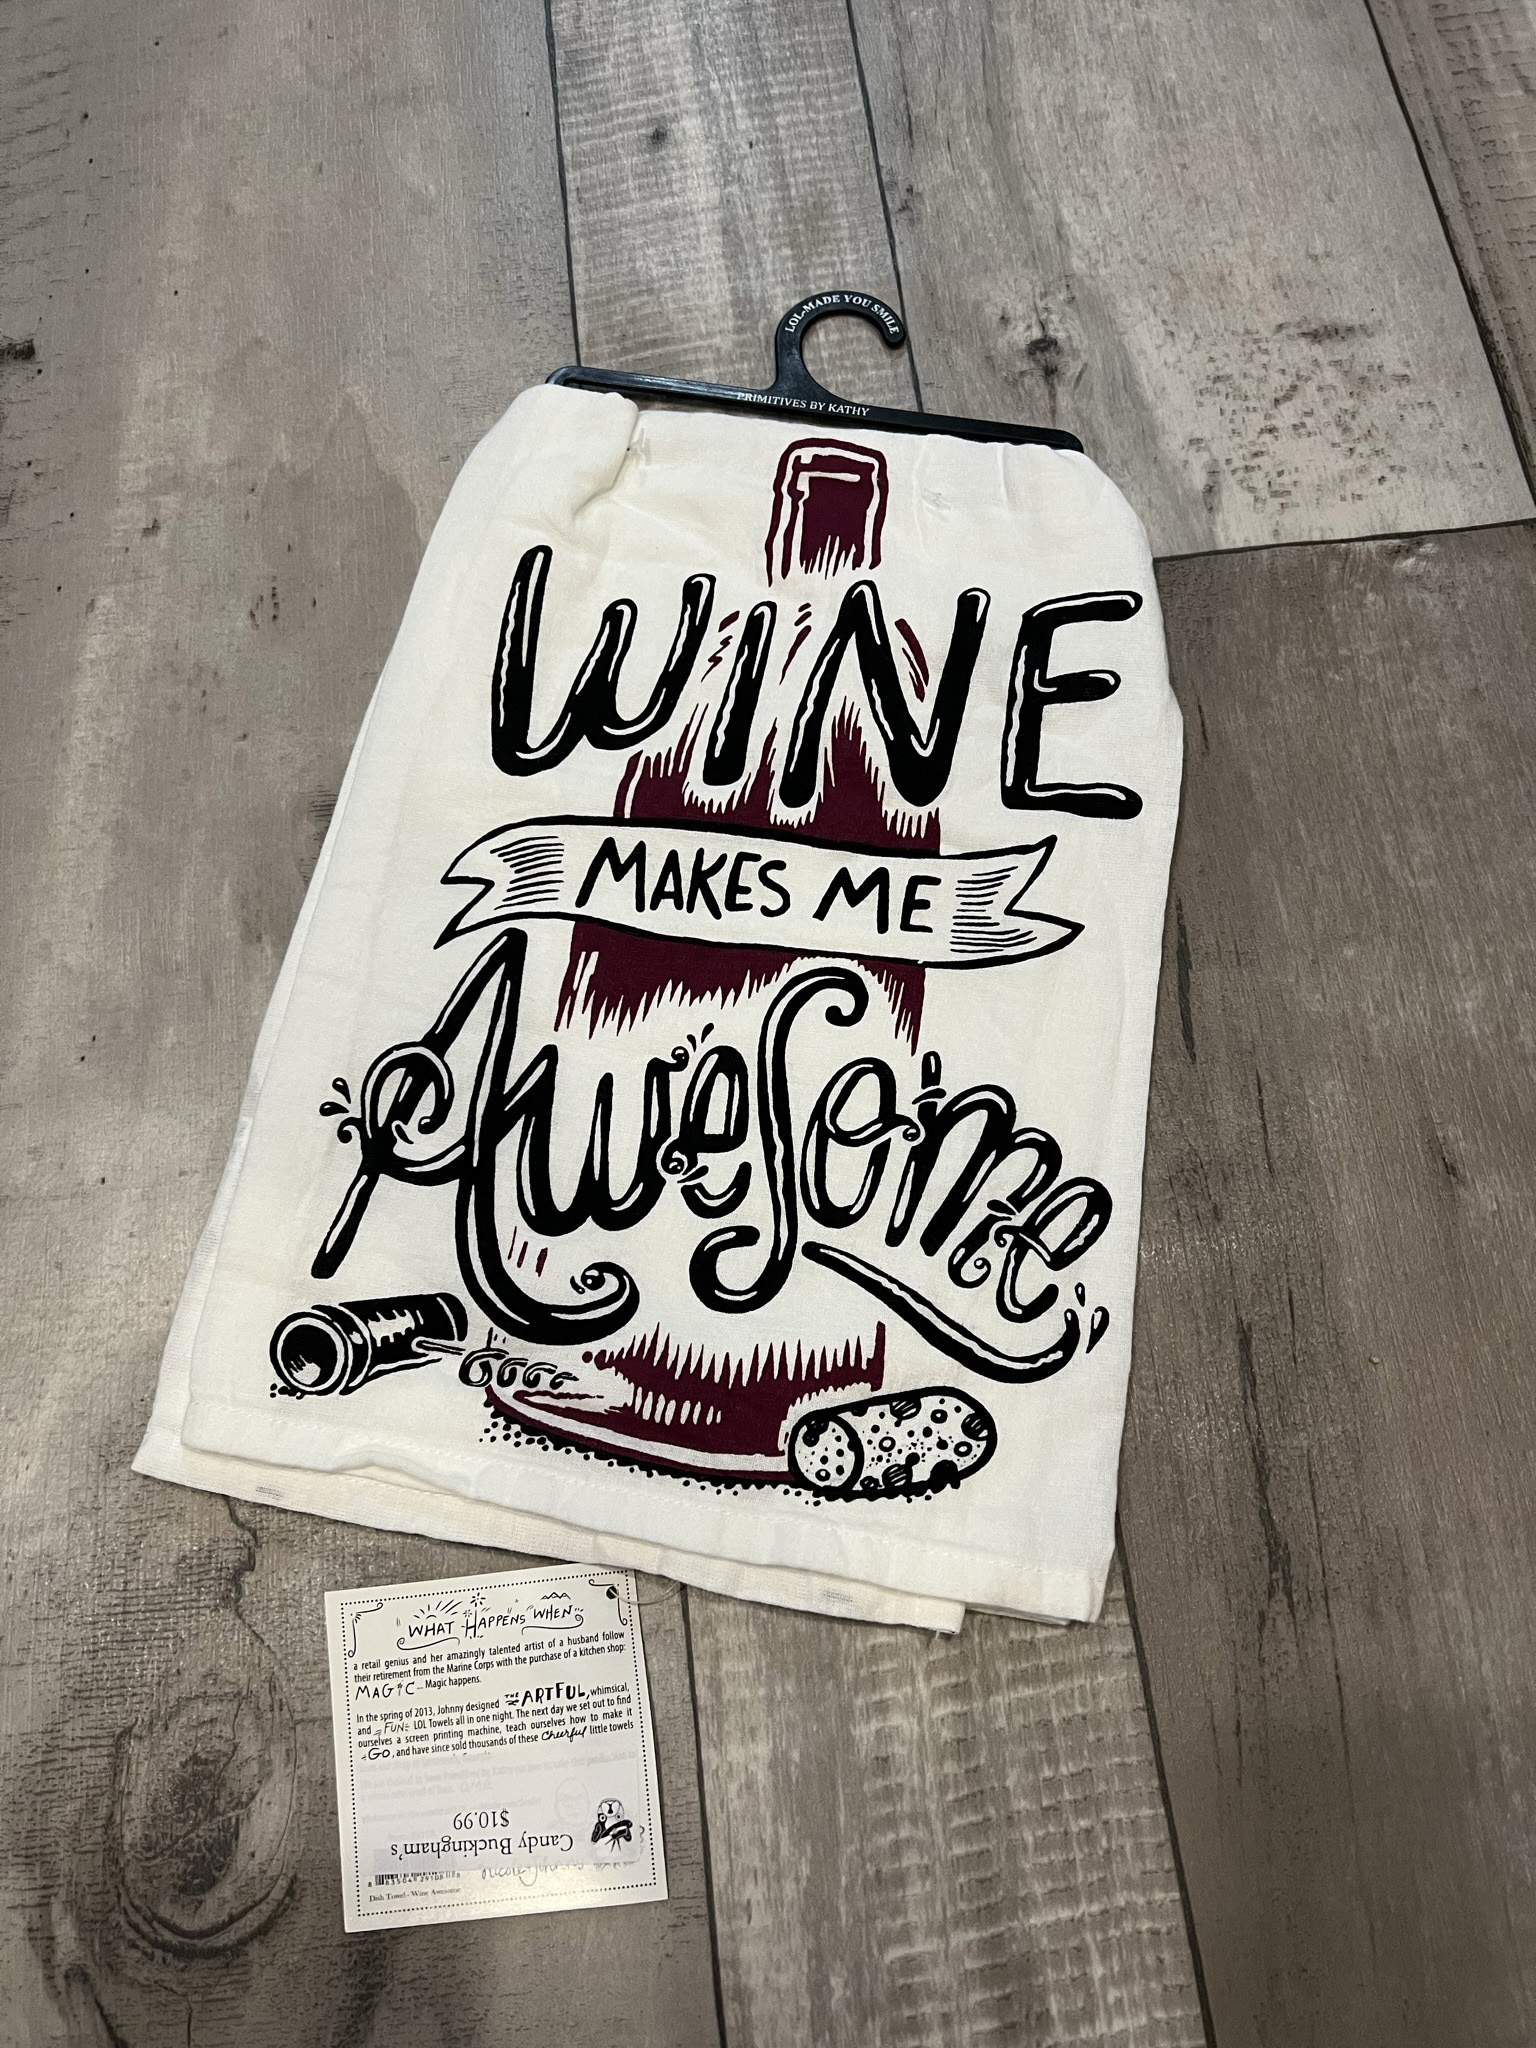 LOL-MADE YOU SMILE
PRIMITIVES BY KATHY
WINE
MAKES ME
AweSome
WHAT HAPPENS WHEN
a retail genius and her amazingly talented artist of a husband follow
their retirement from the Marine Corps with the purchase of a kitchen shop:
MAGIC - Magic happens.
In the spring of 2013, Johnny designed THE ARTFUL, whimsical,
and FUN LOL Towels all in one night. The next day we set out to find
ourselves a screen printing machine, teach ourselves how to make it
GO, and have since sold thousands of these Cheerful little towels
$10.99
Candy Buckingham's
Dish Towel - Wine Awesome